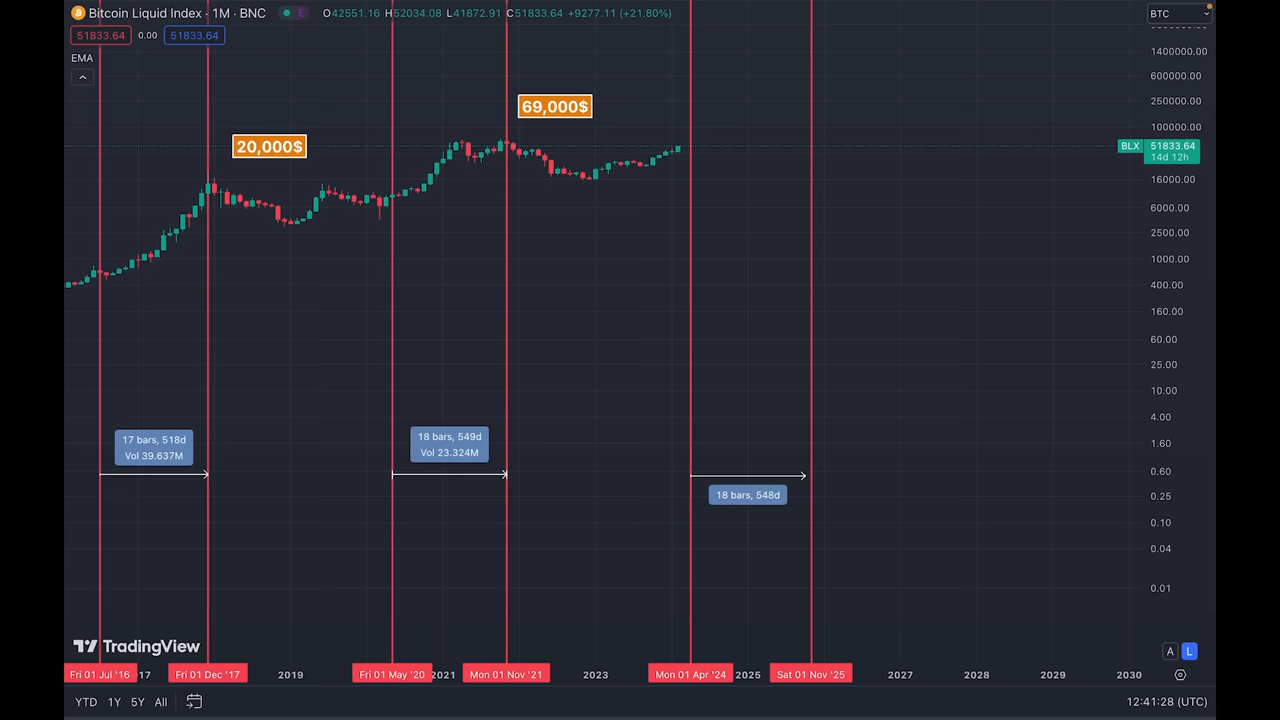 Bitcoin Liquid Index · 1M · BNC E O42551.16 H52034.08 L41872.91 C51833.64 +9277.11 (+21.80%) BTC
51833.64 0.00 51833.64
EMA
1400000.00
600000.00
250000.00
69,000$
100000.00
20,000$
BLX 51833.64
14d 12h
16000.00
6000.00
2500.00
1000.00
400.00
160.00
60.00
25.00
10.00
4.00
17 bars, 518d
Vol 39.637M
18 bars, 549d
Vol 23.324M
1.60
0.60
18 bars, 548d
0.25
0.10
0.04
0.01
TradingView
A L
Fri 01 Jul '16 17 Fri 01 Dec '17 2019 Fri 01 May '20 2021 Mon 01 Nov '21 2023 Mon 01 Apr '24 2025 Sat 01 Nov '25 2027 2028 2029 2030
YTD 1Y 5Y All 12:41:28 (UTC)